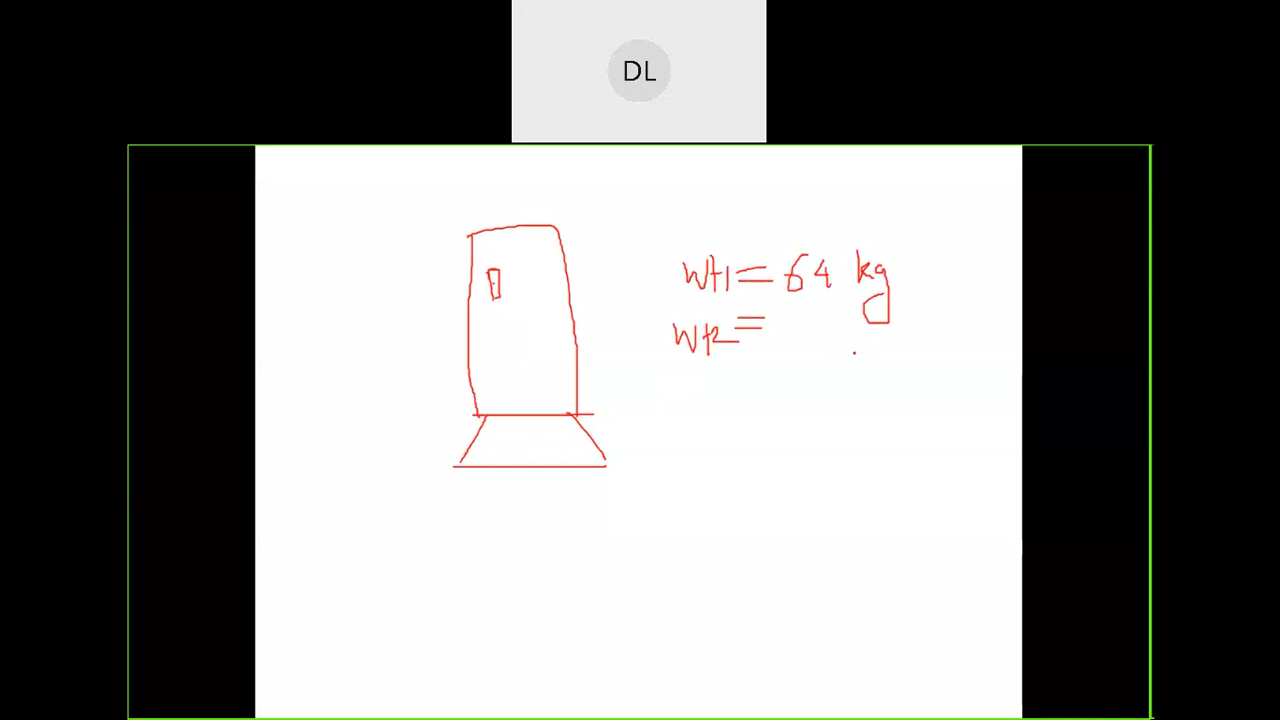 DL
wt1 = 64 kg
wt2 =